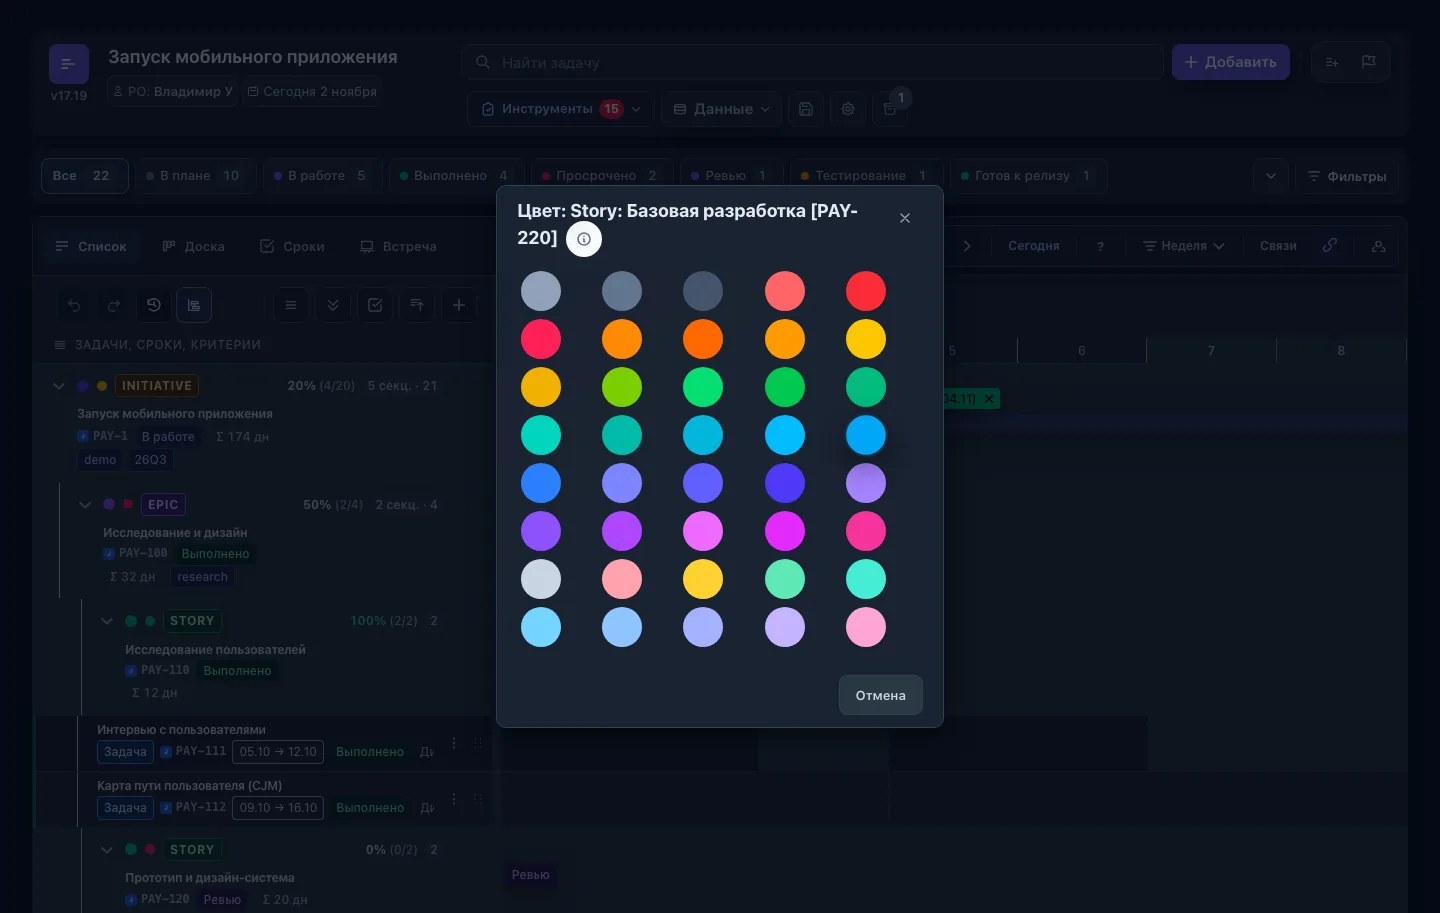 Запуск мобильного приложения
v17.19
PO: Владимир У
Сегодня 2 ноября
Найти задачу
Добавить
Инструменты 15
Данные
1
Все 22
В плане 10
В работе 5
Выполнено 4
Просрочено 2
Ревью 1
Тестирование 1
Готов к релизу 1
Фильтры
Список
Доска
Сроки
Встреча
Сегодня
?
Неделя
Связи
Цвет: Story: Базовая разработка [PAY-
220]
Отмена
ЗАДАЧИ, СРОКИ, КРИТЕРИИ
5 6 7 8
04.11)
INITIATIVE 20% (4/20) 5 секц. · 21
Запуск мобильного приложения
PAY-1 В работе Σ 174 дн
demo 26Q3
EPIC 50% (2/4) 2 секц. · 4
Исследование и дизайн
PAY-100 Выполнено
Σ 32 дн research
STORY 100% (2/2) 2
Исследование пользователей
PAY-110 Выполнено
Σ 12 дн
Интервью с пользователями
Задача PAY-111 05.10 → 12.10 Выполнено Ди
Карта пути пользователя (CJM)
Задача PAY-112 09.10 → 16.10 Выполнено Ди
STORY 0% (0/2) 2
Прототип и дизайн-система
PAY-120 Ревью Σ 20 дн
Ревью